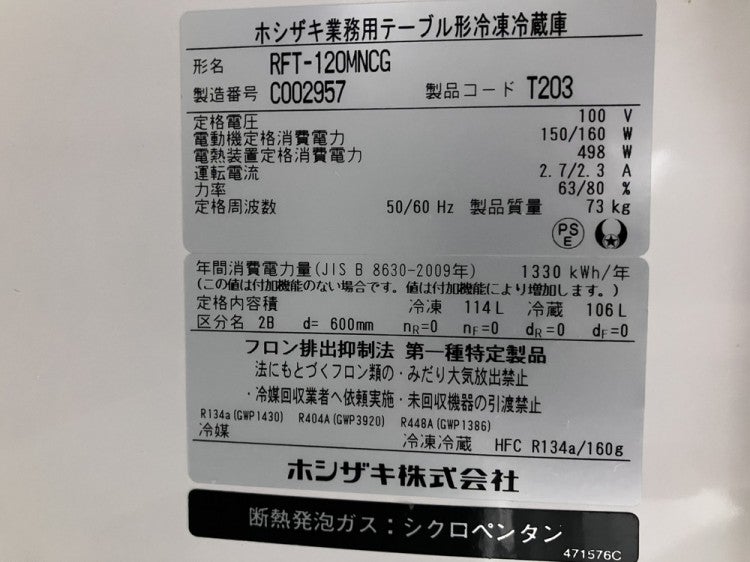 ホシザキ業務用テーブル形冷凍冷蔵庫
形名 RFT-120MNCG
製造番号 C002957 製品コード T203
定格電圧 100 V
電動機定格消費電力 150/160 W
電熱装置定格消費電力 498 W
運転電流 2.7/2.3 A
力率 63/80 %
定格周波数 50/60 Hz 製品質量 73 kg
PS E
年間消費電力量(JIS B 8630-2009年) 1330 kWh/年
(この値は付加機能のない場合です。値は付加機能により増加します。)
定格内容積 冷凍 114L 冷蔵 106L
区分名 2B d= 600mm nR=0 nF=0 dR=0 dF=0
フロン排出抑制法 第一種特定製品
法にもとづくフロン類の・みだり大気放出禁止
・冷媒回収業者へ依頼実施・未回収機器の引渡禁止
R134a(GWP1430) R404A(GWP3920) R448A(GWP1386)
冷媒 冷凍冷蔵 HFC R134a/160g
ホシザキ株式会社
断熱発泡ガス:シクロペンタン
471576C